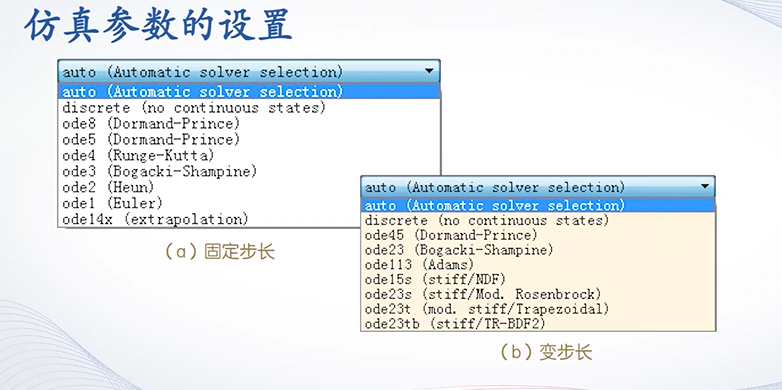 仿真参数的设置
auto (Automatic solver selection)
auto (Automatic solver selection)
discrete (no continuous states)
ode8 (Dormand-Prince)
ode5 (Dormand-Prince)
ode4 (Runge-Kutta)
ode3 (Bogacki-Shampine)
ode2 (Heun)
ode1 (Euler)
ode14x (extrapolation)
（a）固定步长
auto (Automatic solver selection)
auto (Automatic solver selection)
discrete (no continuous states)
ode45 (Dormand-Prince)
ode23 (Bogacki-Shampine)
ode113 (Adams)
ode15s (stiff/NDF)
ode23s (stiff/Mod. Rosenbrock)
ode23t (mod. stiff/Trapezoidal)
ode23tb (stiff/TR-BDF2)
（b）变步长